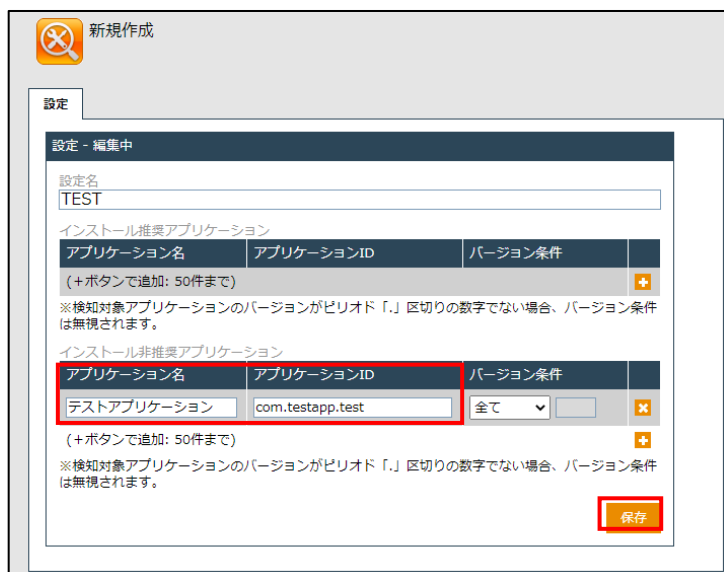 新規作成
設定
設定 - 編集中
設定名
TEST
インストール推奨アプリケーション
アプリケーション名 アプリケーションID バージョン条件
(+ボタンで追加: 50件まで)
※検知対象アプリケーションのバージョンがピリオド「.」区切りの数字でない場合、バージョン条件
は無視されます。
インストール非推奨アプリケーション
アプリケーション名 アプリケーションID バージョン条件
テストアプリケーション com.testapp.test 全て
(+ボタンで追加: 50件まで)
※検知対象アプリケーションのバージョンがピリオド「.」区切りの数字でない場合、バージョン条件
は無視されます。
保存